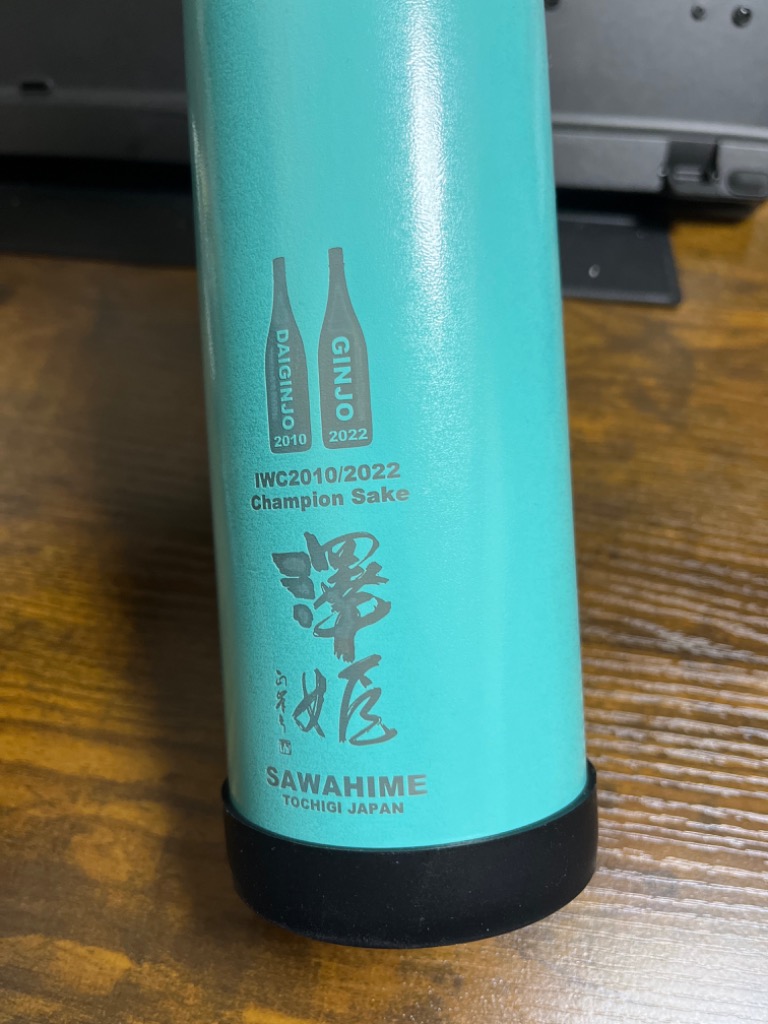 DAIGINJO
2010
GINJO
2022
IWC2010/2022
Champion Sake
澤姫
SAWAHIME
TOCHIGI JAPAN